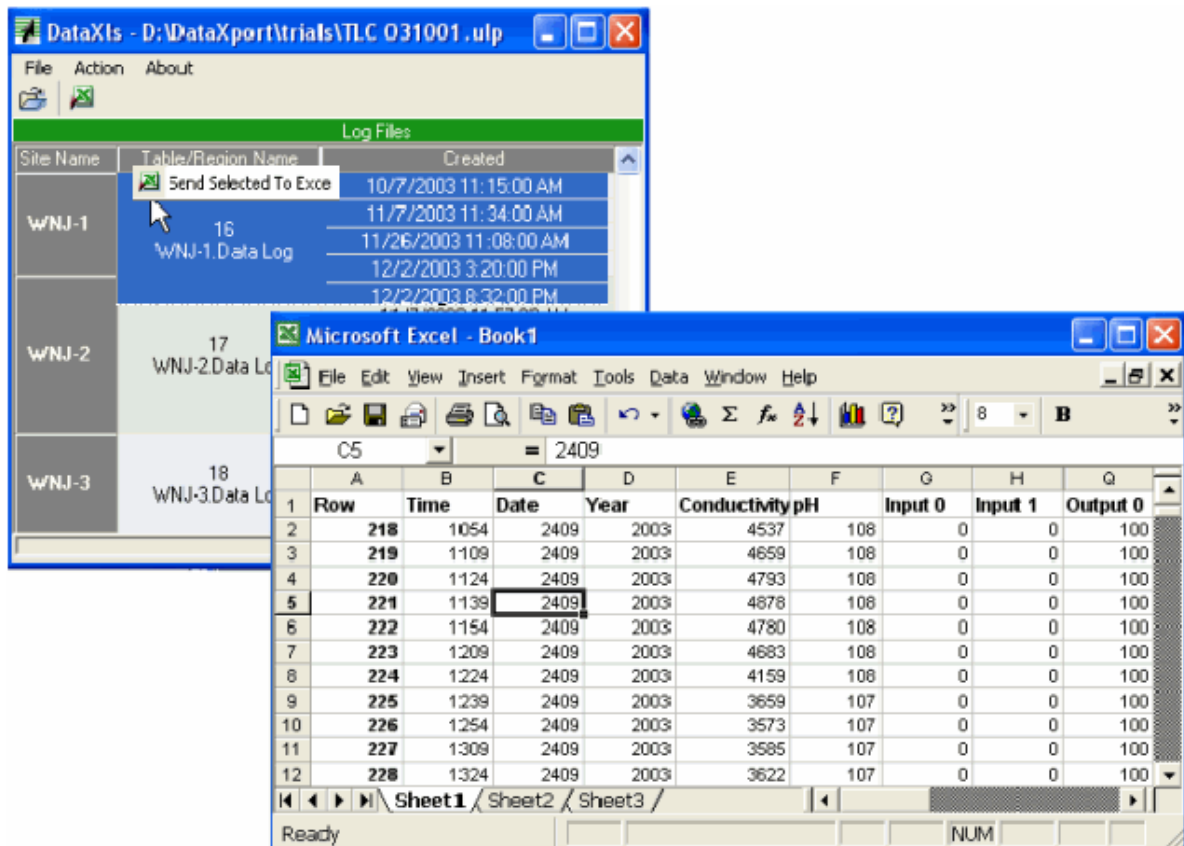 DataXls - D:\DataXport\trials\TLC O31001.ulp
File Action About
Log Files
Site Name Table/Region Name Created
Send Selected To Exce
WNJ-1
16
WNJ-1.Data Log
10/7/2003 11:15:00 AM
11/7/2003 11:34:00 AM
11/26/2003 11:08:00 AM
12/2/2003 3:20:00 PM
12/2/2003 8:32:00 PM
WNJ-2
17
WNJ-2.Data Lo
WNJ-3
18
WNJ-3.Data Lo
Microsoft Excel - Book1
File Edit View Insert Format Tools Data Window Help
8 B
C5 = 2409
A B C D E F G H Q
1 Row Time Date Year Conductivity pH Input 0 Input 1 Output 0
2 218 1054 2409 2003 4537 108 0 0 100
3 219 1109 2409 2003 4659 108 0 0 100
4 220 1124 2409 2003 4793 108 0 0 100
5 221 1139 2409 2003 4878 108 0 0 100
6 222 1154 2409 2003 4780 108 0 0 100
7 223 1209 2409 2003 4683 108 0 0 100
8 224 1224 2409 2003 4159 108 0 0 100
9 225 1239 2409 2003 3659 107 0 0 100
10 226 1254 2409 2003 3573 107 0 0 100
11 227 1309 2409 2003 3585 107 0 0 100
12 228 1324 2409 2003 3622 107 0 0 100
Sheet1 Sheet2 Sheet3
Ready NUM